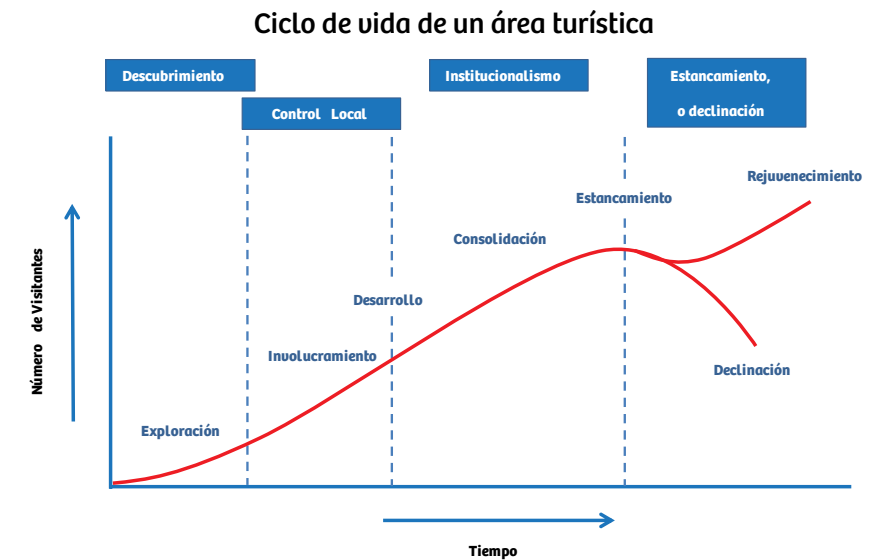 Ciclo de vida de un área turística
Descubrimiento
Control Local
Institucionalismo
Estancamiento,
o declinación
Rejuvenecimiento
Estancamiento
Consolidación
Desarrollo
Involucramiento
Declinación
Exploración
Número de Visitantes
Tiempo